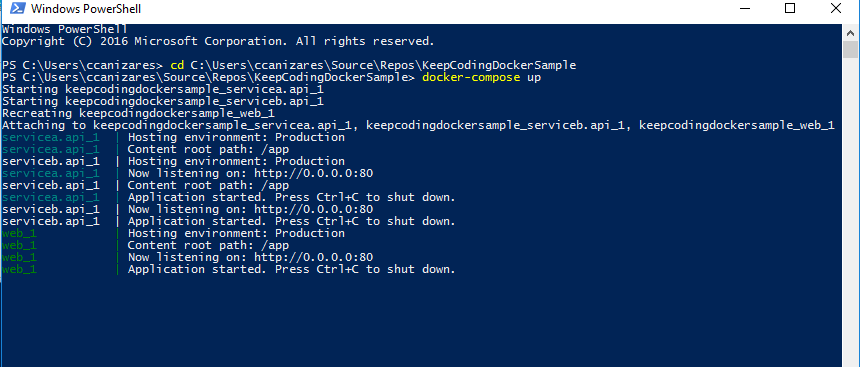 Windows PowerShell
Windows PowerShell
Copyright (C) 2016 Microsoft Corporation. All rights reserved.
PS C:\Users\ccanizares> cd C:\Users\ccanizares\Source\Repos\KeepCodingDockerSample
PS C:\Users\ccanizares\Source\Repos\KeepCodingDockerSample> docker-compose up
Starting keepcodingdockersample_servicea.api_1
Starting keepcodingdockersample_serviceb.api_1
Recreating keepcodingdockersample_web_1
Attaching to keepcodingdockersample_servicea.api_1, keepcodingdockersample_serviceb.api_1, keepcodingdockersample_web_1
servicea.api_1  | Hosting environment: Production
servicea.api_1  | Content root path: /app
serviceb.api_1  | Hosting environment: Production
servicea.api_1  | Now listening on: http://0.0.0.0:80
serviceb.api_1  | Content root path: /app
servicea.api_1  | Application started. Press Ctrl+C to shut down.
serviceb.api_1  | Now listening on: http://0.0.0.0:80
serviceb.api_1  | Application started. Press Ctrl+C to shut down.
web_1           | Hosting environment: Production
web_1           | Content root path: /app
web_1           | Now listening on: http://0.0.0.0:80
web_1           | Application started. Press Ctrl+C to shut down.